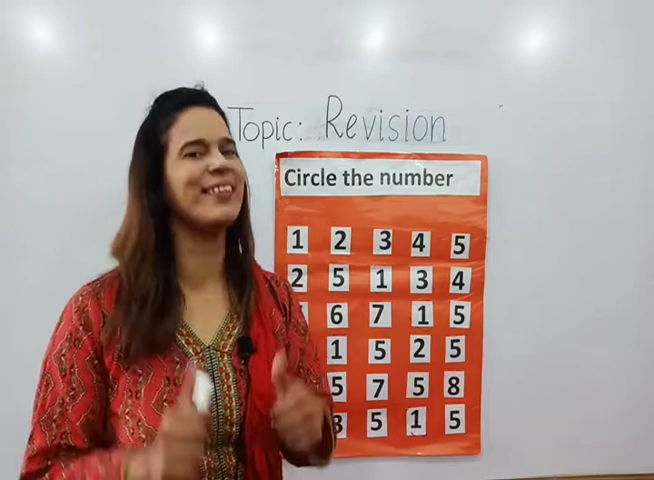 Topic: Revision
Circle the number
1 2 3 4 5
2 5 1 3 4
6 7 1 5
1 5 2 5
5 7 5 8
5 1 5